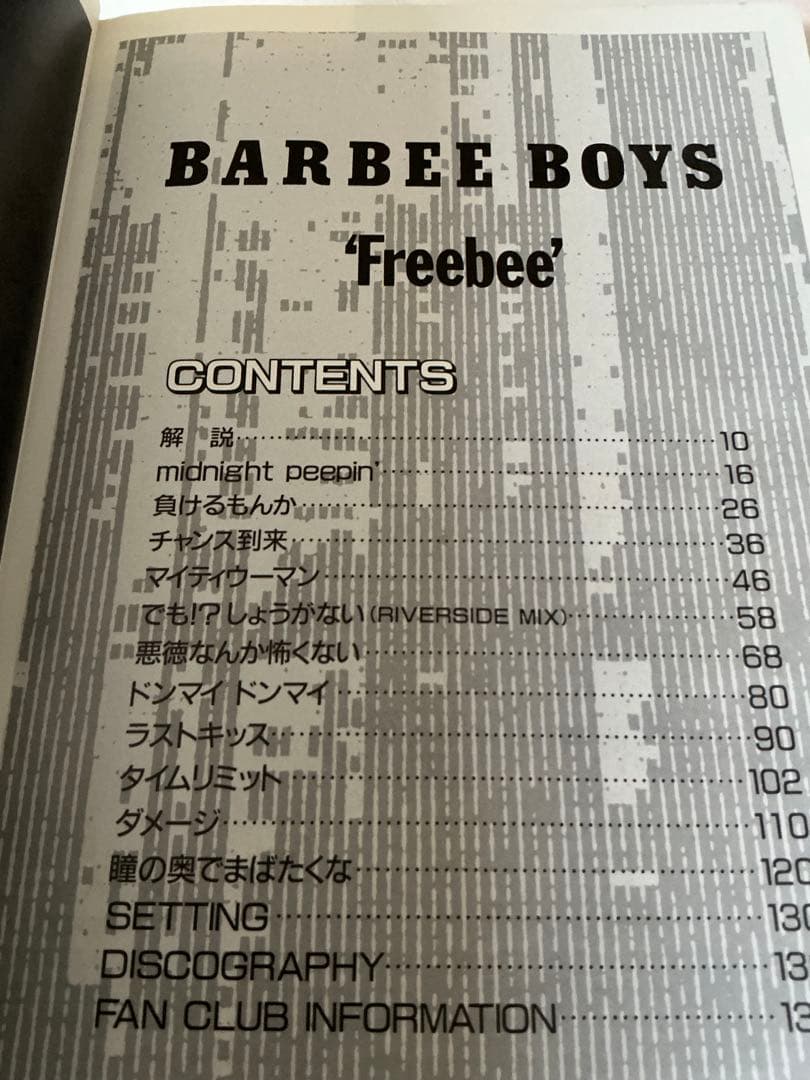 BARBEE BOYS
'Freebee'
CONTENTS
解 説 10
midnight peepin' 16
負けるもんか 26
チャンス到来 36
マイティウーマン 46
でも!?しょうがない(RIVERSIDE MIX) 58
悪徳なんか怖くない 68
ドンマイ ドンマイ 80
ラストキッス 90
タイムリミット 102
ダメージ 110
瞳の奥でまばたくな 120
SETTING 130
DISCOGRAPHY
FAN CLUB INFORMATION